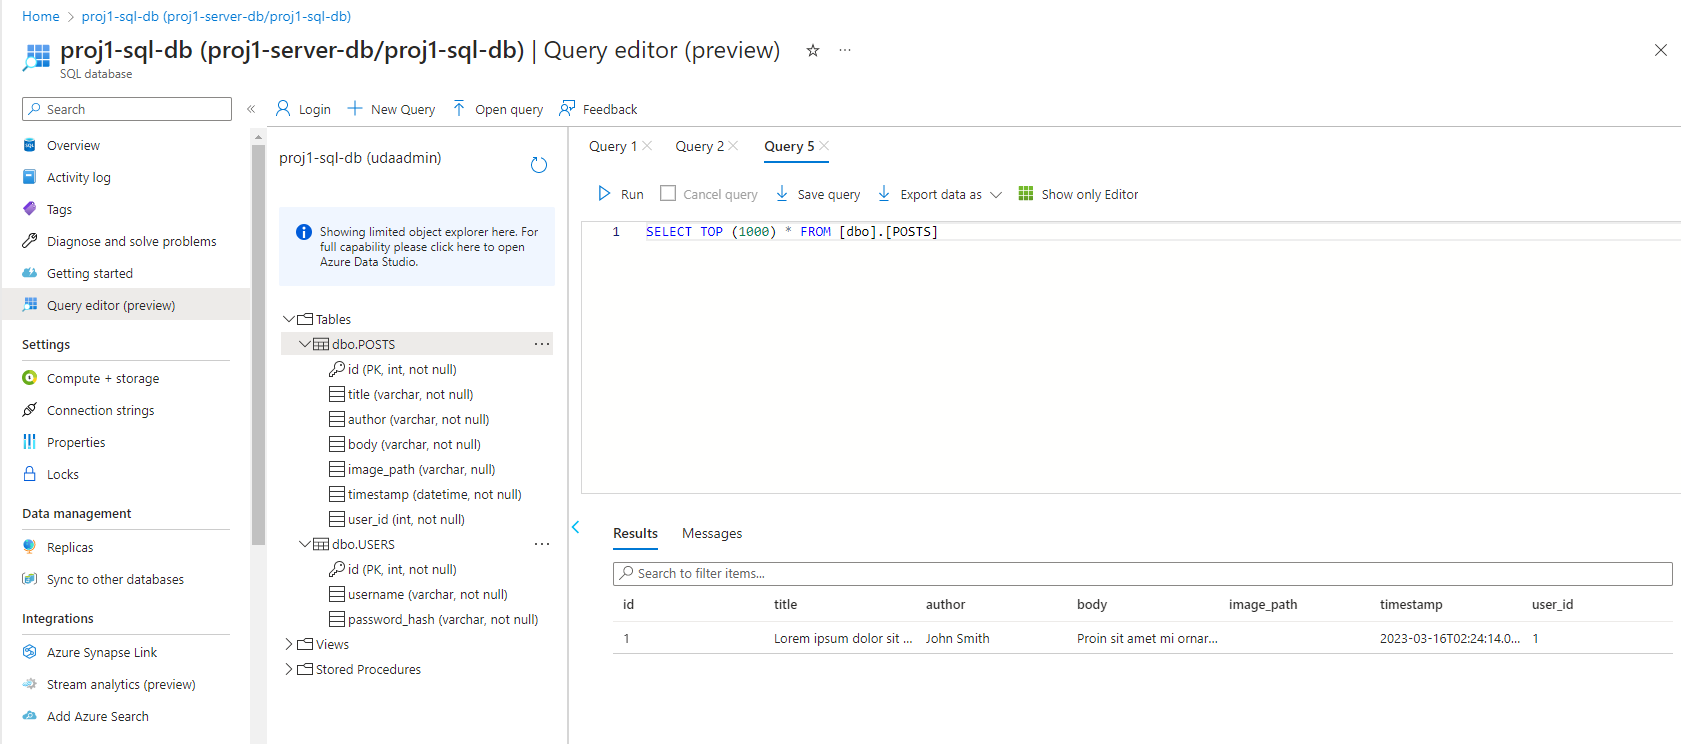 Home > proj1-sql-db (proj1-server-db/proj1-sql-db)
proj1-sql-db (proj1-server-db/proj1-sql-db) | Query editor (preview)
SQL database
Search
Overview
Activity log
Tags
Diagnose and solve problems
Getting started
Query editor (preview)
Settings
Compute + storage
Connection strings
Properties
Locks
Data management
Replicas
Sync to other databases
Integrations
Azure Synapse Link
Stream analytics (preview)
Add Azure Search
Login
New Query
Open query
Feedback
proj1-sql-db (udaadmin)
Showing limited object explorer here. For
full capability please click here to open
Azure Data Studio.
Tables
dbo.POSTS
id (PK, int, not null)
title (varchar, not null)
author (varchar, not null)
body (varchar, not null)
image_path (varchar, null)
timestamp (datetime, not null)
user_id (int, not null)
dbo.USERS
id (PK, int, not null)
username (varchar, not null)
password_hash (varchar, not null)
Views
Stored Procedures
Query 1
Query 2
Query 5
Run
Cancel query
Save query
Export data as
Show only Editor
1 SELECT TOP (1000) * FROM [dbo].[POSTS]
Results
Messages
Search to filter items...
id title author body image_path timestamp user_id
1 Lorem ipsum dolor sit ... John Smith Proin sit amet mi ornar... 2023-03-16T02:24:14.0... 1